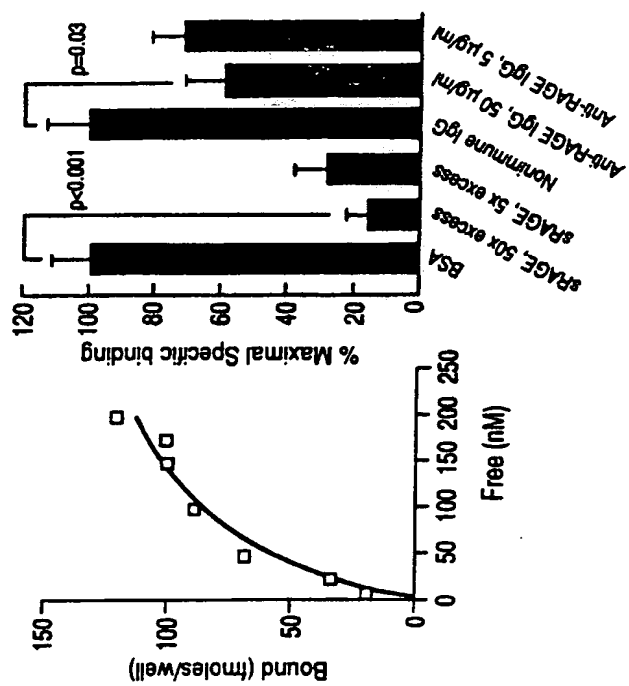 120
100
80
60
40
20
0
% Maximal Specific binding
p<0.001
p=0.03
BSA
sRAGE, 50x excess
sRAGE, 5x excess
Nonimmune IgG
Anti-RAGE IgG, 50 µg/ml
Anti-RAGE IgG, 5 µg/ml
150
100
50
0
Bound (fmoles/well)
0
50
100
150
200
250
Free (nM)